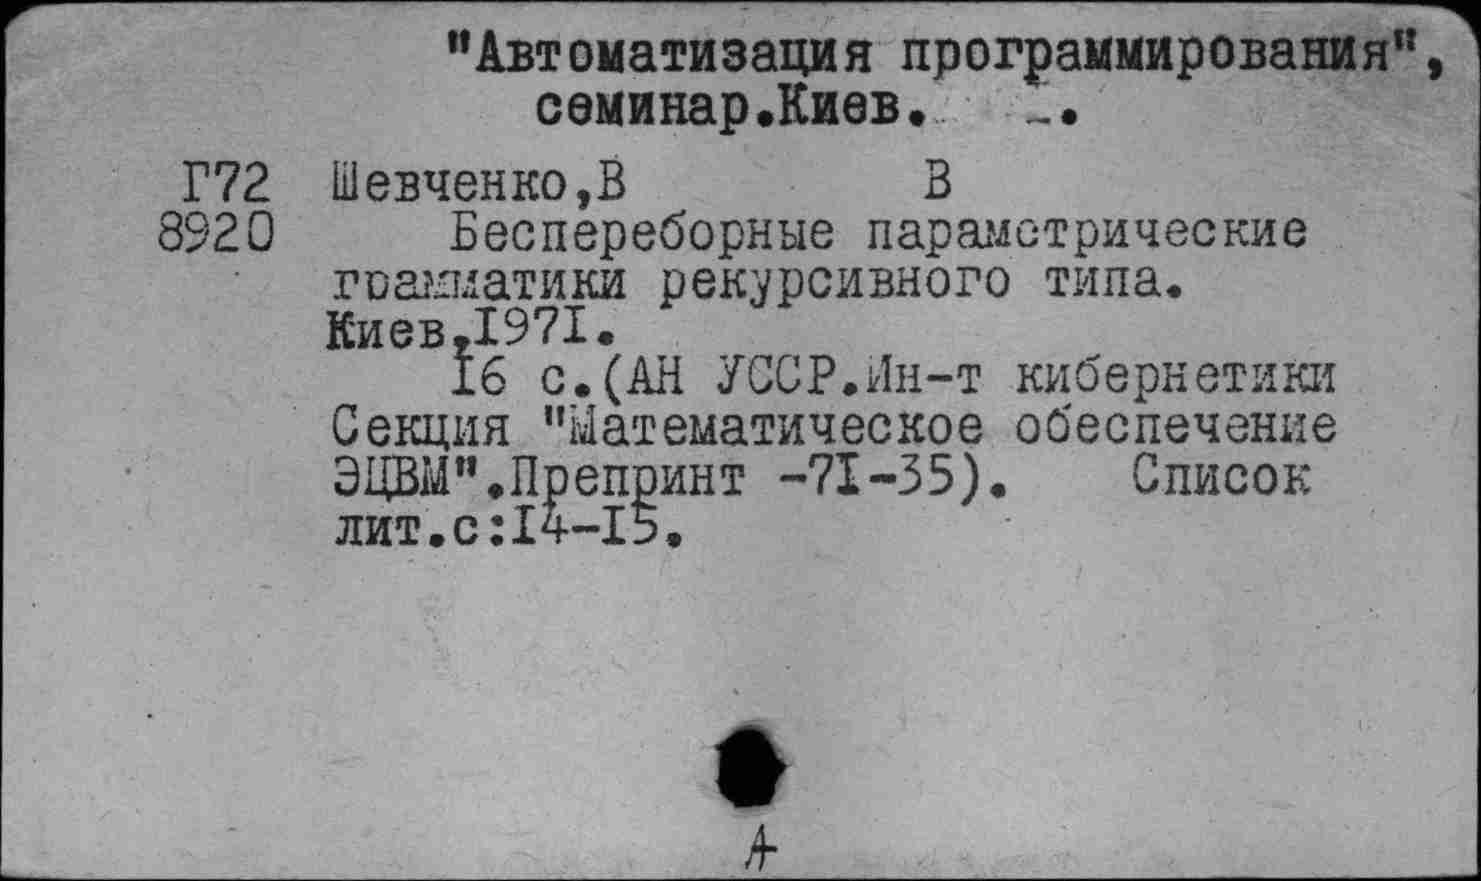 "Автоматизация программирования",
семинар.Киев. -.
Г72 Шевченко,В В
8920 Беспереборные параметрические
грамматики рекурсивного типа.
Киев,1971.
16 с.(АН УССР.Ин-т кибернетики
Секция "Математическое обеспечение
ЭЦВМ".Препринт -71-35). Список
лит.с:14-15.
А